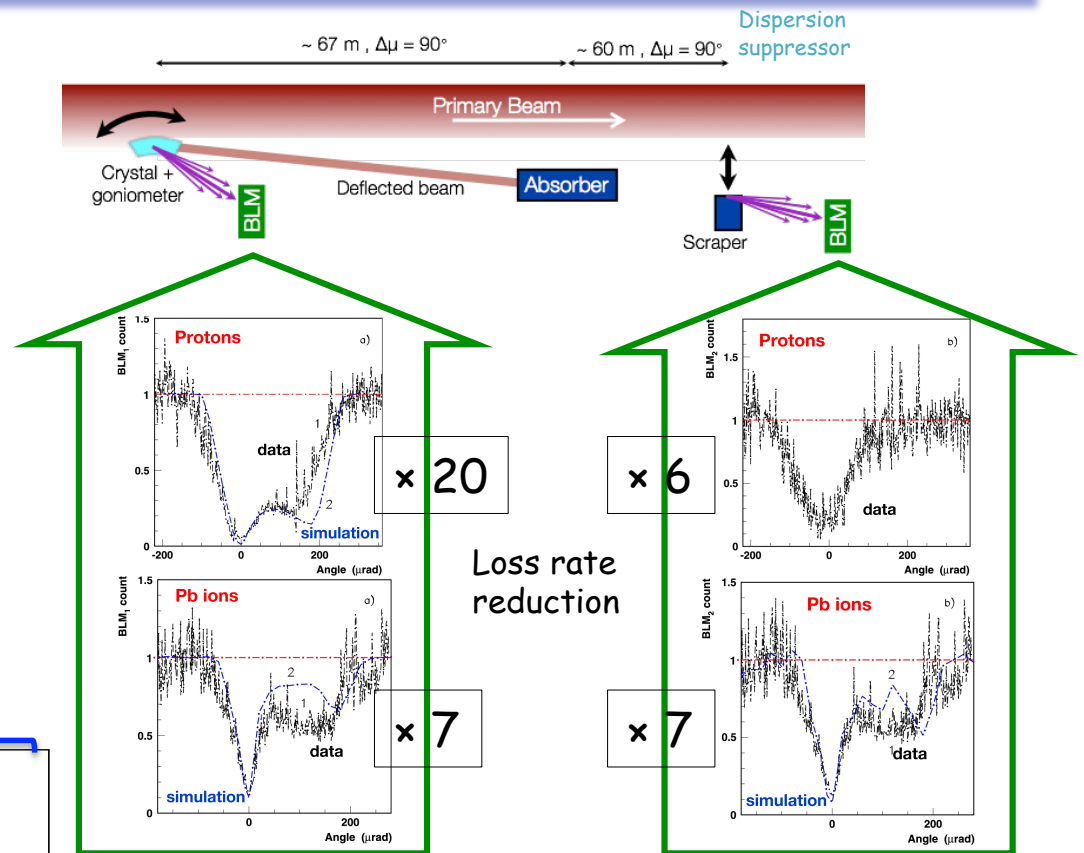 Dispersion
suppressor
~ 67 m , Δμ = 90°
~ 60 m , Δμ = 90°
Primary Beam
Crystal +
goniometer
BLM
Deflected beam
Absorber
Scraper
BLM
1.5
1
0.5
0
BLM₁ count
Protons
a)
data
1
2
simulation
-200
0
200
Angle (μrad)
× 20
1.5
1
0.5
0
BLM₂ count
Protons
b)
data
-200
0
200
Angle (μrad)
× 6
Loss rate
reduction
1.5
1
0.5
0
BLM₁ count
Pb ions
a)
2
1
data
simulation
0
200
Angle (μrad)
× 7
1.5
1
0.5
0
BLM₂ count
Pb ions
b)
2
1
data
simulation
0
200
Angle (μrad)
× 7